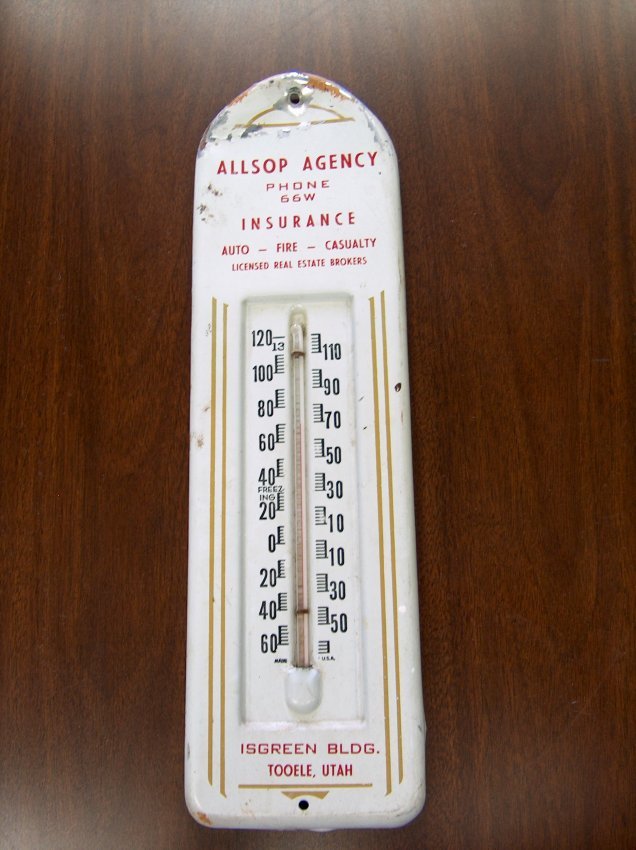 ALLSOP AGENCY
PHONE
66W
INSURANCE
AUTO — FIRE — CASUALTY
LICENSED REAL ESTATE BROKERS
120
13
110
100
90
80
70
60
50
40
30
FREEZ
ING
20
10
0
10
20
30
40
50
60
U.S.A.
ISGREEN BLDG.
TOOELE, UTAH